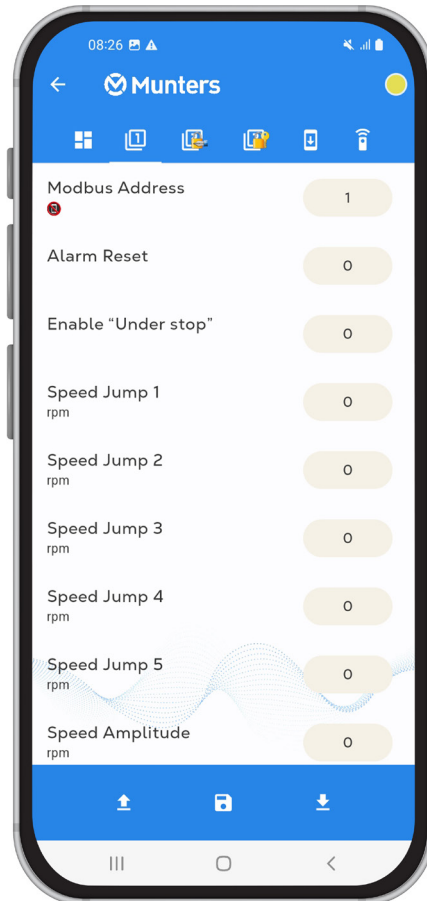 08:26
Munters
1
Modbus Address
1
Alarm Reset
0
Enable “Under stop”
0
Speed Jump 1
rpm
0
Speed Jump 2
rpm
0
Speed Jump 3
rpm
0
Speed Jump 4
rpm
0
Speed Jump 5
rpm
0
Speed Amplitude
rpm
0